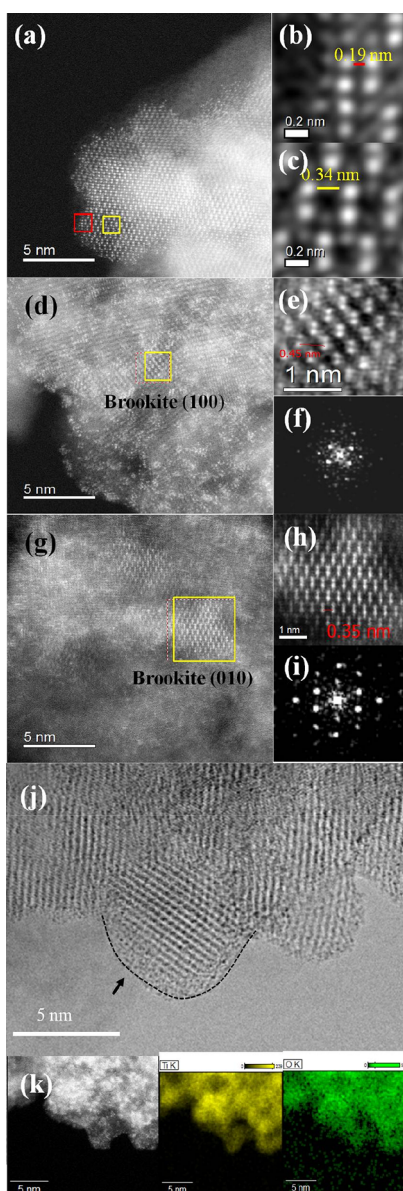 (a)
5 nm
(b)
0.19 nm
0.2 nm
(c)
0.34 nm
0.2 nm
(d)
Brookite (100)
5 nm
(e)
1 nm
(f)
(g)
Brookite (010)
5 nm
(h)
0.35 nm
1 nm
(i)
(j)
5 nm
(k)
5 nm
Ti K
5 nm
O K
5 nm